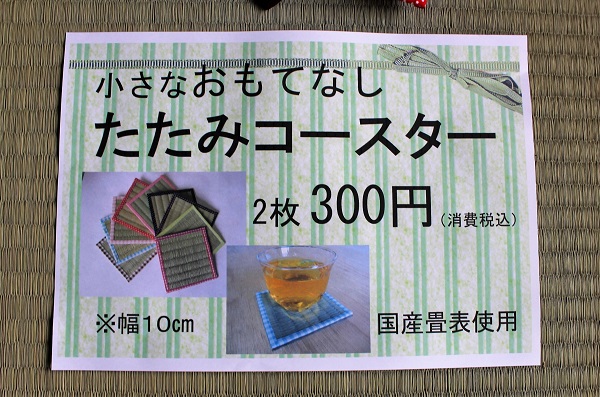 小さなおもてなし
たたみコースター
2枚 300円(消費税込)
※幅10cm
国産畳表使用